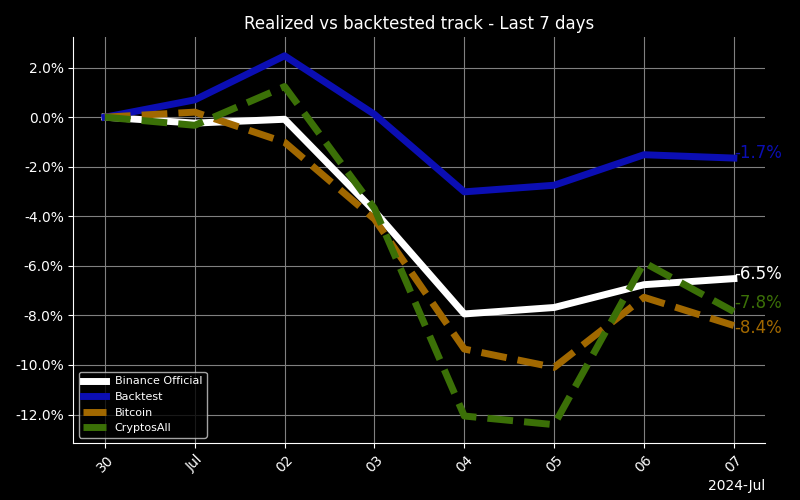 Realized vs backtested track - Last 7 days
2.0%
0.0%
-2.0%
-4.0%
-6.0%
-8.0%
-10.0%
-12.0%
-1.7%
-6.5%
-7.8%
-8.4%
Binance Official
Backtest
Bitcoin
CryptosAll
30
Jul
02
03
04
05
06
07
2024-Jul